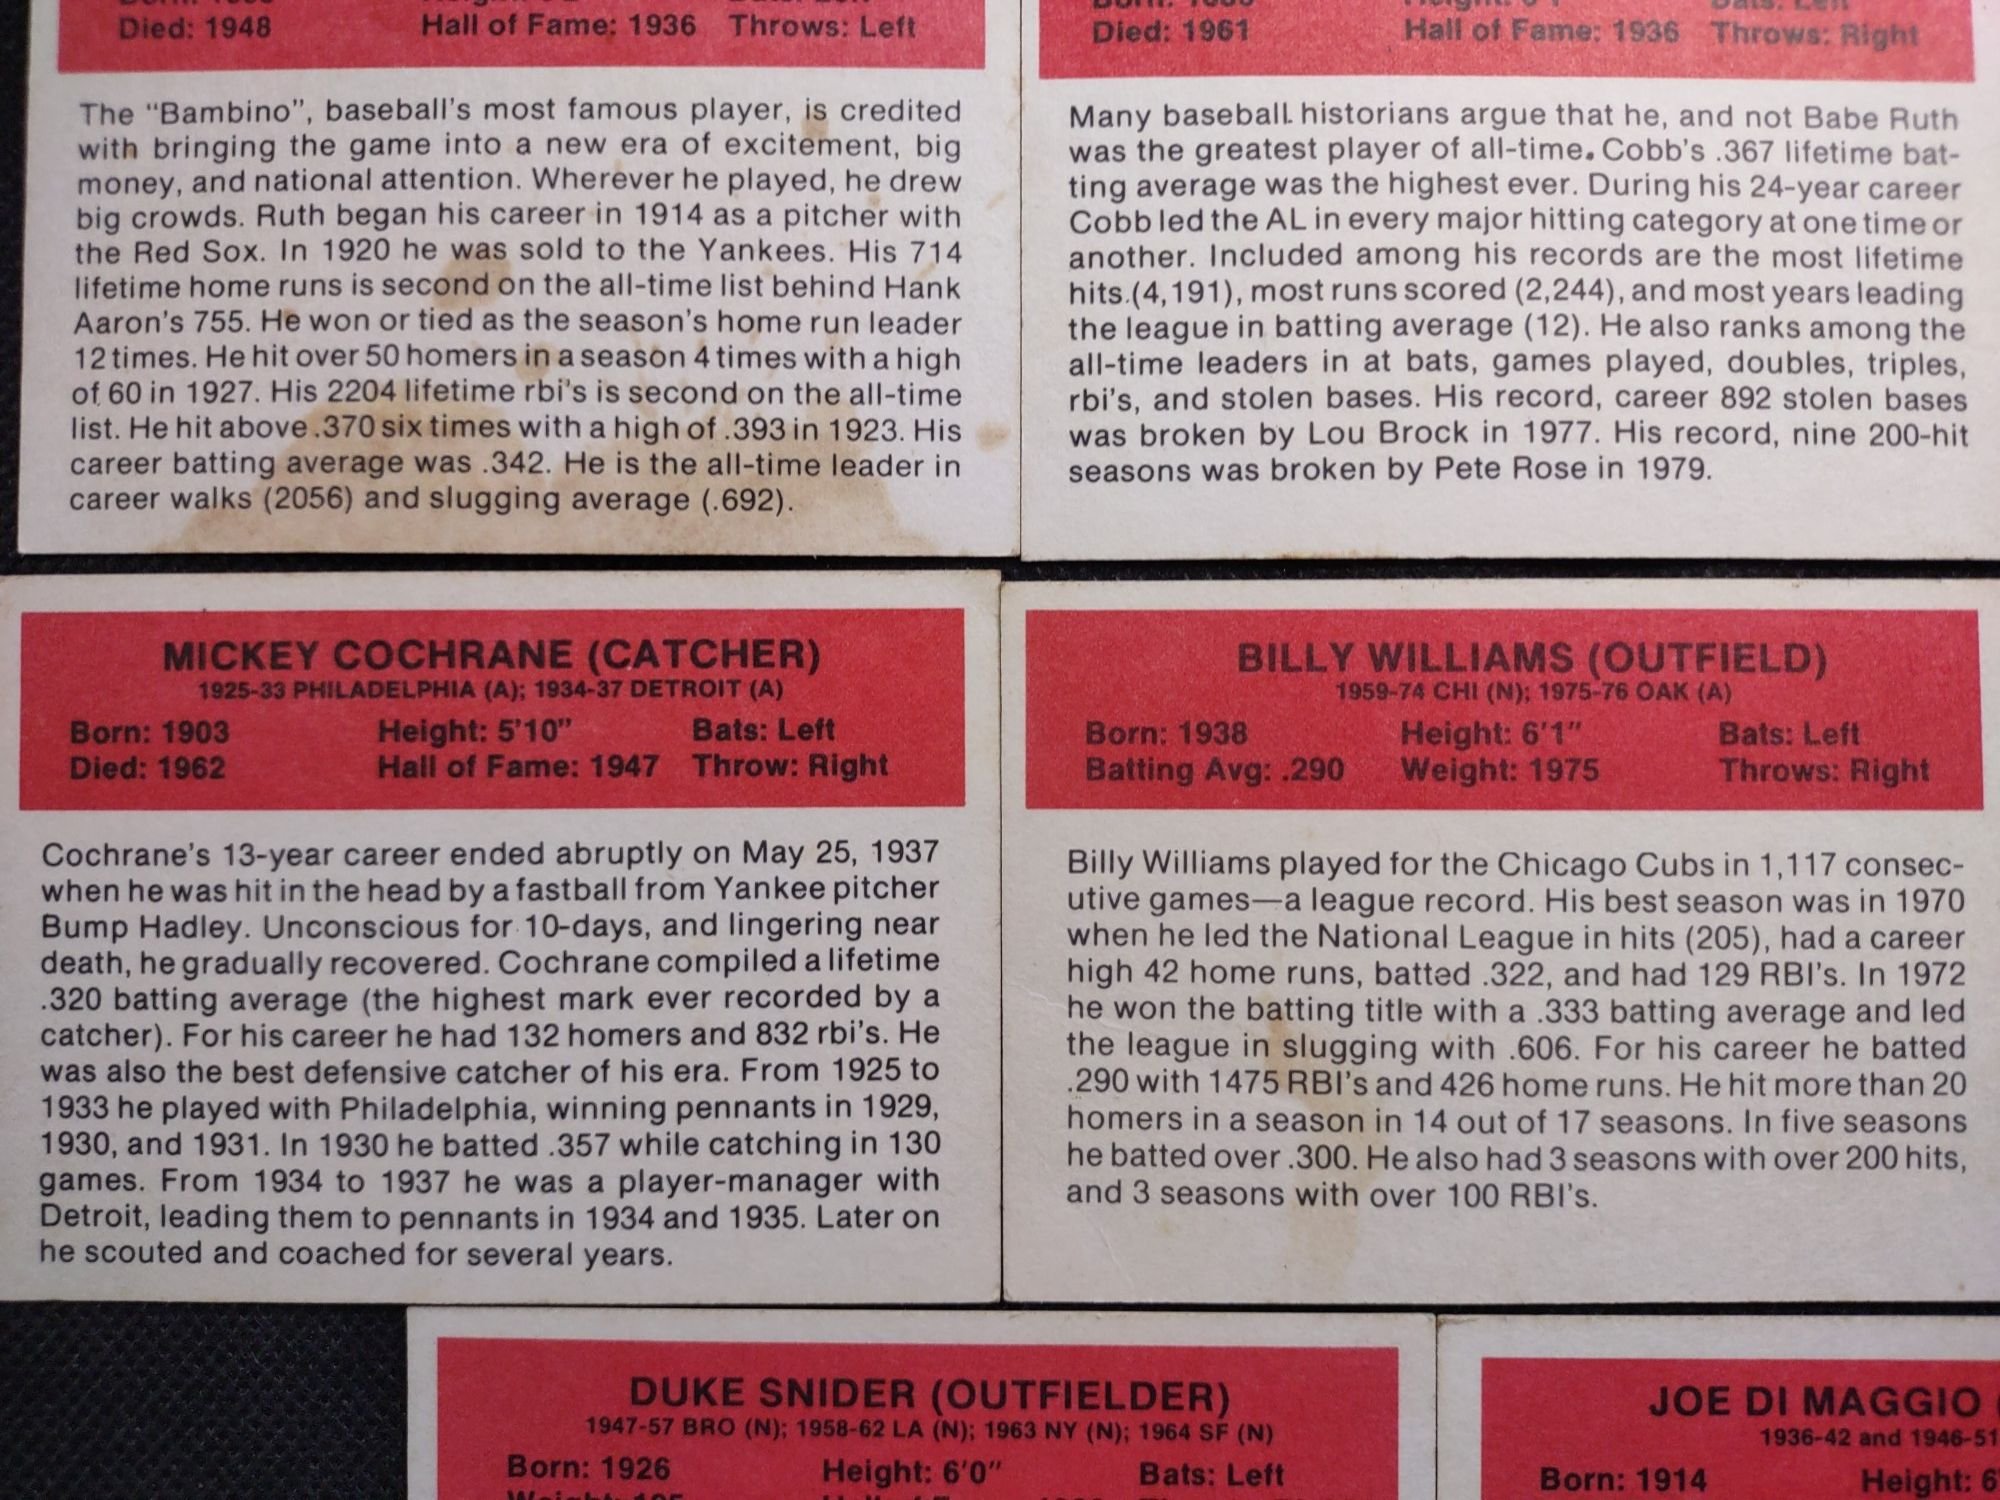 Died: 1948 Hall of Fame: 1936 Throws: Left
The "Bambino", baseball's most famous player, is credited
with bringing the game into a new era of excitement, big
money, and national attention. Wherever he played, he drew
big crowds. Ruth began his career in 1914 as a pitcher with
the Red Sox. In 1920 he was sold to the Yankees. His 714
lifetime home runs is second on the all-time list behind Hank
Aaron's 755. He won or tied as the season's home run leader
12 times. He hit over 50 homers in a season 4 times with a high
of 60 in 1927. His 2204 lifetime rbi's is second on the all-time
list. He hit above .370 six times with a high of .393 in 1923. His
career batting average was .342. He is the all-time leader in
career walks (2056) and slugging average (.692).
Died: 1961 Hall of Fame: 1936 Throws: Right
Many baseball historians argue that he, and not Babe Ruth
was the greatest player of all-time. Cobb's .367 lifetime bat-
ting average was the highest ever. During his 24-year career
Cobb led the AL in every major hitting category at one time or
another. Included among his records are the most lifetime
hits.(4,191), most runs scored (2,244), and most years leading
the league in batting average (12). He also ranks among the
all-time leaders in at bats, games played, doubles, triples,
rbi's, and stolen bases. His record, career 892 stolen bases
was broken by Lou Brock in 1977. His record, nine 200-hit
seasons was broken by Pete Rose in 1979.
MICKEY COCHRANE (CATCHER)
1925-33 PHILADELPHIA (A); 1934-37 DETROIT (A)
Born: 1903 Height: 5'10" Bats: Left
Died: 1962 Hall of Fame: 1947 Throw: Right
Cochrane's 13-year career ended abruptly on May 25, 1937
when he was hit in the head by a fastball from Yankee pitcher
Bump Hadley. Unconscious for 10-days, and lingering near
death, he gradually recovered. Cochrane compiled a lifetime
.320 batting average (the highest mark ever recorded by a
catcher). For his career he had 132 homers and 832 rbi's. He
was also the best defensive catcher of his era. From 1925 to
1933 he played with Philadelphia, winning pennants in 1929,
1930, and 1931. In 1930 he batted .357 while catching in 130
games. From 1934 to 1937 he was a player-manager with
Detroit, leading them to pennants in 1934 and 1935. Later on
he scouted and coached for several years.
BILLY WILLIAMS (OUTFIELD)
1959-74 CHI (N); 1975-76 OAK (A)
Born: 1938 Height: 6'1" Bats: Left
Batting Avg: .290 Weight: 1975 Throws: Right
Billy Williams played for the Chicago Cubs in 1,117 consec-
utive games—a league record. His best season was in 1970
when he led the National League in hits (205), had a career
high 42 home runs, batted .322, and had 129 RBI's. In 1972
he won the batting title with a .333 batting average and led
the league in slugging with .606. For his career he batted
.290 with 1475 RBI's and 426 home runs. He hit more than 20
homers in a season in 14 out of 17 seasons. In five seasons
he batted over .300. He also had 3 seasons with over 200 hits,
and 3 seasons with over 100 RBI's.
DUKE SNIDER (OUTFIELDER)
1947-57 BRO (N); 1958-62 LA (N); 1963 NY (N); 1964 SF (N)
Born: 1926 Height: 6'0" Bats: Left
JOE DI MAGGIO (
1936-42 and 1946-51
Born: 1914 Height: 6